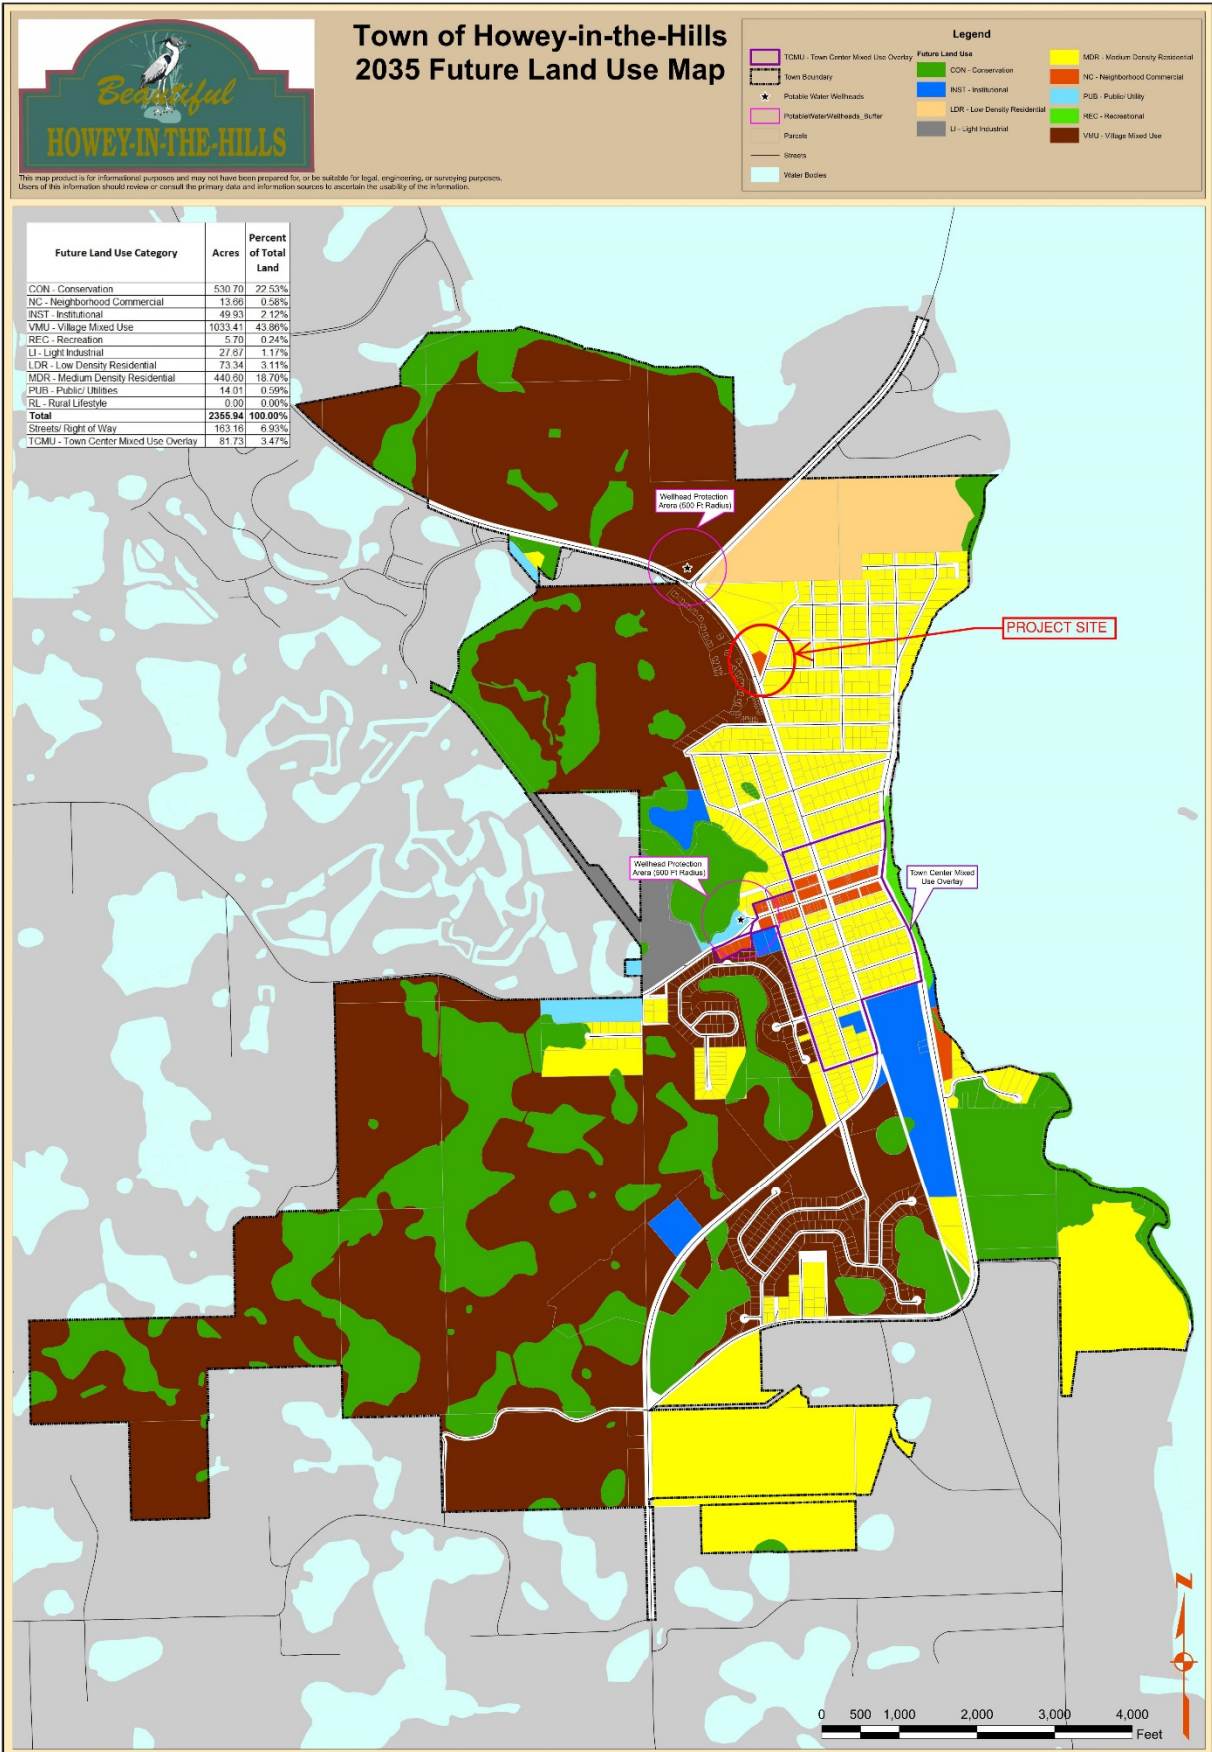 Beautiful
HOWEY-IN-THE-HILLS
Town of Howey-in-the-Hills
2035 Future Land Use Map
This map product is for informational purposes and may not have been prepared for, or be suitable for legal, engineering, or surveying purposes.
Users of this information should review or consult the primary data and information sources to ascertain the usability of the information.
Legend
TCMU - Town Center Mixed Use Overlay
Town Boundary
Potable Water Wellheads
PotableWaterWellheads_Buffer
Parcels
Streets
Water Bodies
Future Land Use
CON - Conservation
INST - Institutional
LDR - Low Density Residential
LI - Light Industrial
MDR - Medium Density Residential
NC - Neighborhood Commercial
PUB - Public/ Utility
REC - Recreational
VMU - Village Mixed Use
Future Land Use Category Acres Percent of Total Land
CON - Conservation 530.70 22.53%
NC - Neighborhood Commercial 13.66 0.58%
INST - Institutional 49.93 2.12%
VMU - Village Mixed Use 1033.41 43.86%
REC - Recreation 5.70 0.24%
LI - Light Industrial 27.67 1.17%
LDR - Low Density Residential 73.34 3.11%
MDR - Medium Density Residential 440.60 18.70%
PUB - Public/ Utilities 14.01 0.59%
RL - Rural Lifestyle 0.00 0.00%
Total 2355.94 100.00%
Streets/ Right of Way 163.16 6.93%
TCMU - Town Center Mixed Use Overlay 81.73 3.47%
Wellhead Protection
Arera (500 Ft Radius)
PROJECT SITE
Wellhead Protection
Arera (500 Ft Radius)
Town Center Mixed
Use Overlay
N
0 500 1,000 2,000 3,000 4,000
Feet